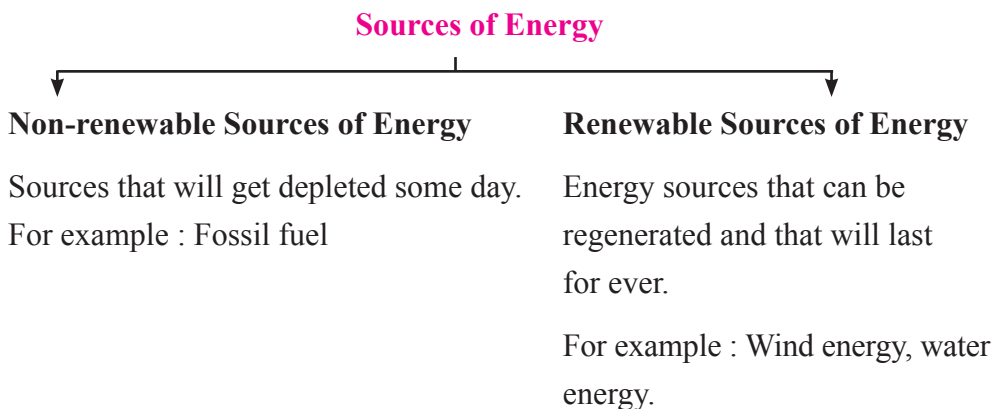 Sources of Energy
Non-renewable Sources of Energy
Sources that will get depleted some day.
For example : Fossil fuel
Renewable Sources of Energy
Energy sources that can be
regenerated and that will last
for ever.
For example : Wind energy, water
energy.